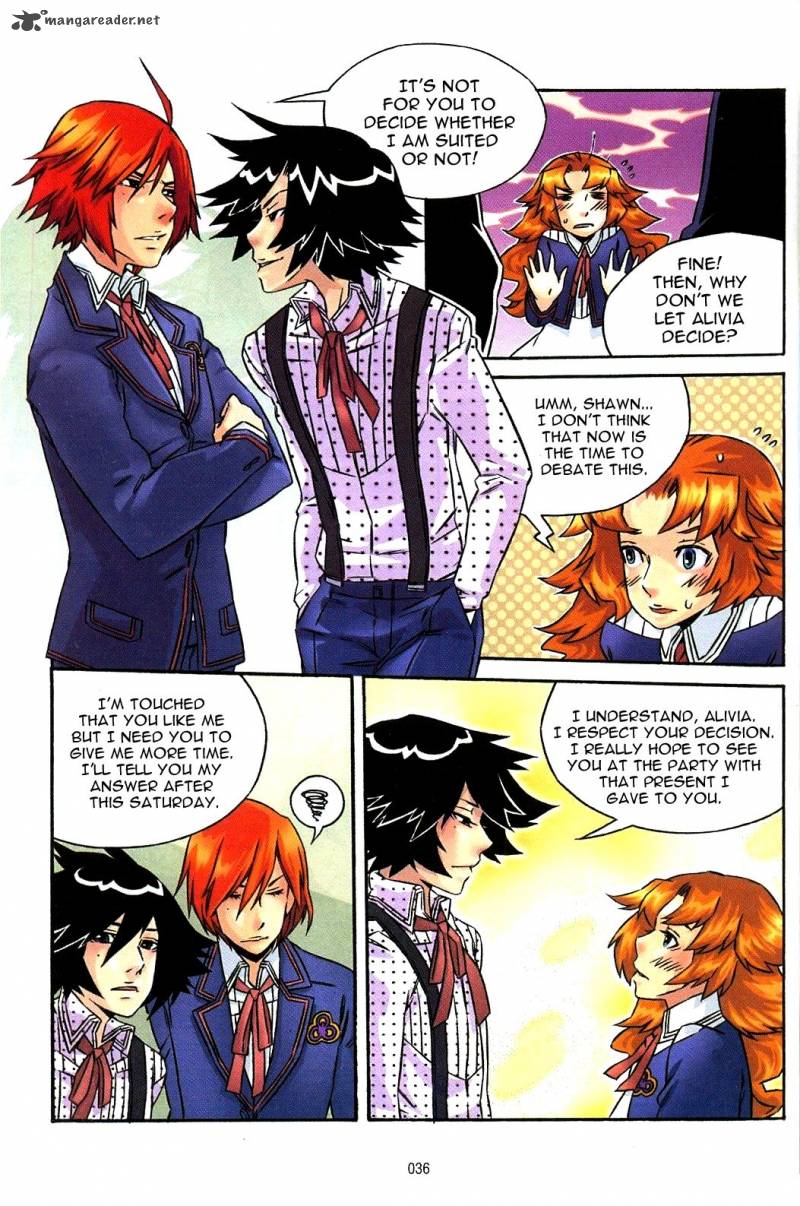 mangareader.net
IT'S NOT
FOR YOU TO
DECIDE WHETHER
I AM SUITED
OR NOT!
FINE!
THEN, WHY
DON'T WE
LET ALIVIA
DECIDE?
UMM, SHAWN...
I DON'T THINK
THAT NOW IS
THE TIME TO
DEBATE THIS.
I'M TOUCHED
THAT YOU LIKE ME
BUT I NEED YOU TO
GIVE ME MORE TIME.
I'LL TELL YOU MY
ANSWER AFTER
THIS SATURDAY.
I UNDERSTAND, ALIVIA.
I RESPECT YOUR DECISION.
I REALLY HOPE TO SEE
YOU AT THE PARTY WITH
THAT PRESENT I
GAVE TO YOU.
036